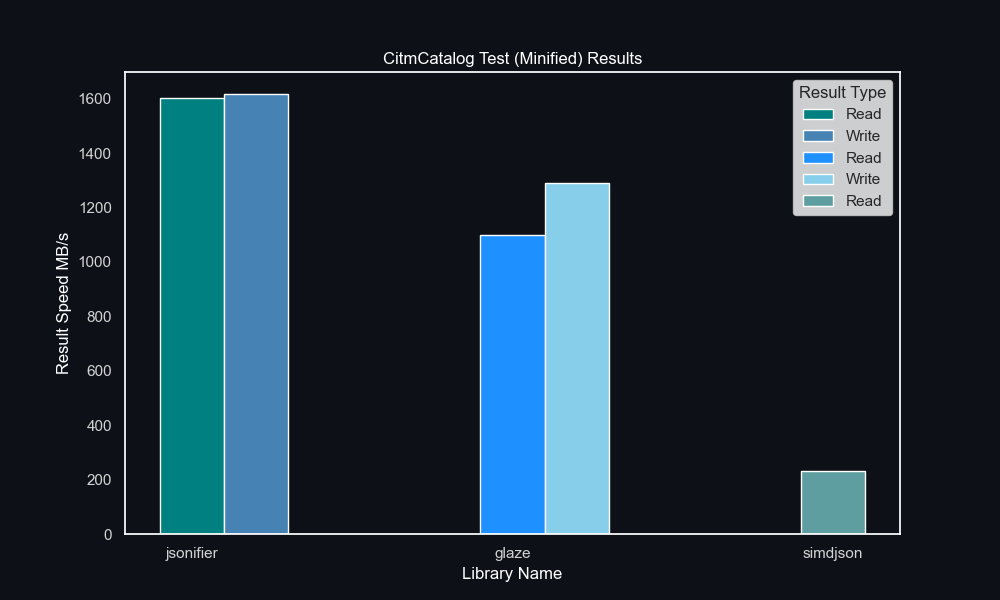 CitmCatalog Test (Minified) Results
Result Type
Read
Write
Read
Write
Read
Result Speed MB/s
1600
1400
1200
1000
800
600
400
200
0
jsonifier
glaze
simdjson
Library Name